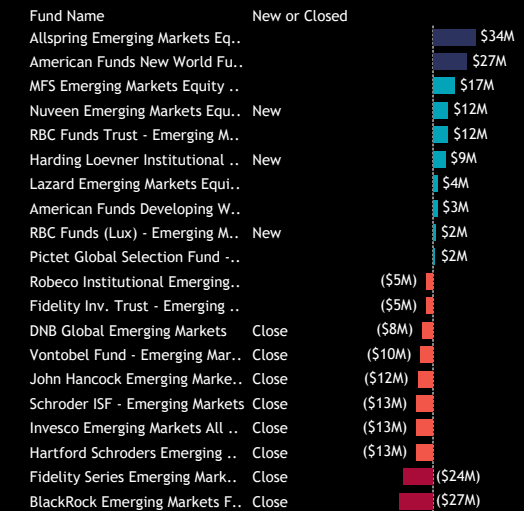 Fund Name New or Closed
Allspring Emerging Markets Eq.. $34M
American Funds New World Fu.. $27M
MFS Emerging Markets Equity .. $17M
Nuveen Emerging Markets Equ.. New $12M
RBC Funds Trust - Emerging M.. $12M
Harding Loevner Institutional .. New $9M
Lazard Emerging Markets Equi.. $4M
American Funds Developing W.. $3M
RBC Funds (Lux) - Emerging M.. New $2M
Pictet Global Selection Fund -.. $2M
Robeco Institutional Emerging.. ($5M)
Fidelity Inv. Trust - Emerging .. ($5M)
DNB Global Emerging Markets Close ($8M)
Vontobel Fund - Emerging Mar.. Close ($10M)
John Hancock Emerging Marke.. Close ($12M)
Schroder ISF - Emerging Markets Close ($13M)
Invesco Emerging Markets All .. Close ($13M)
Hartford Schroders Emerging .. Close ($13M)
Fidelity Series Emerging Mark.. Close ($24M)
BlackRock Emerging Markets F.. Close ($27M)